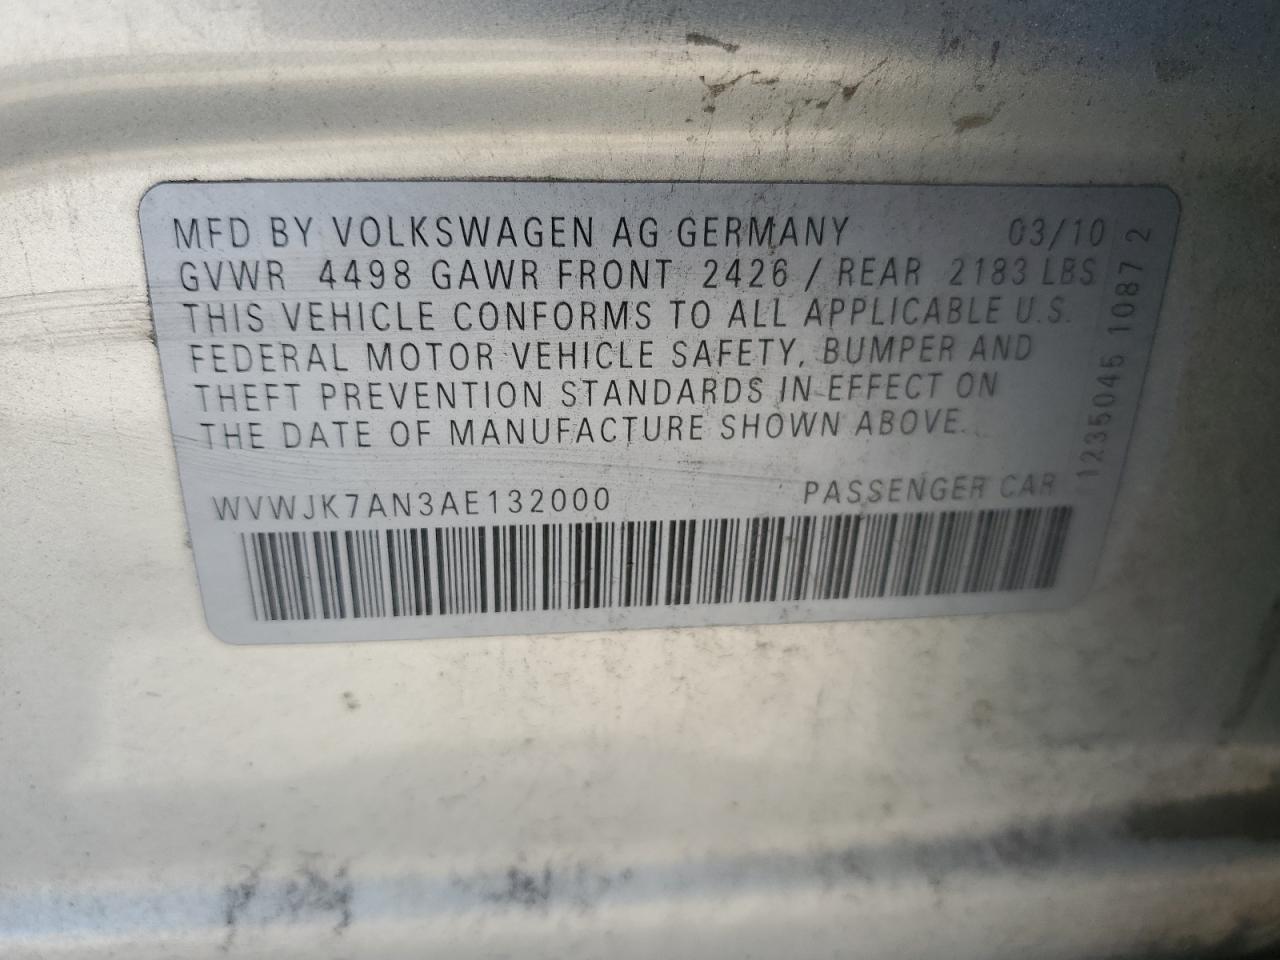 MFD BY VOLKSWAGEN AG GERMANY 03/10
GVWR 4498 GAWR FRONT 2426 / REAR 2183 LBS
THIS VEHICLE CONFORMS TO ALL APPLICABLE U.S.
FEDERAL MOTOR VEHICLE SAFETY, BUMPER AND
THEFT PREVENTION STANDARDS IN EFFECT ON
THE DATE OF MANUFACTURE SHOWN ABOVE.
WVWJK7AN3AE132000 PASSENGER CAR
1235045 1087 2